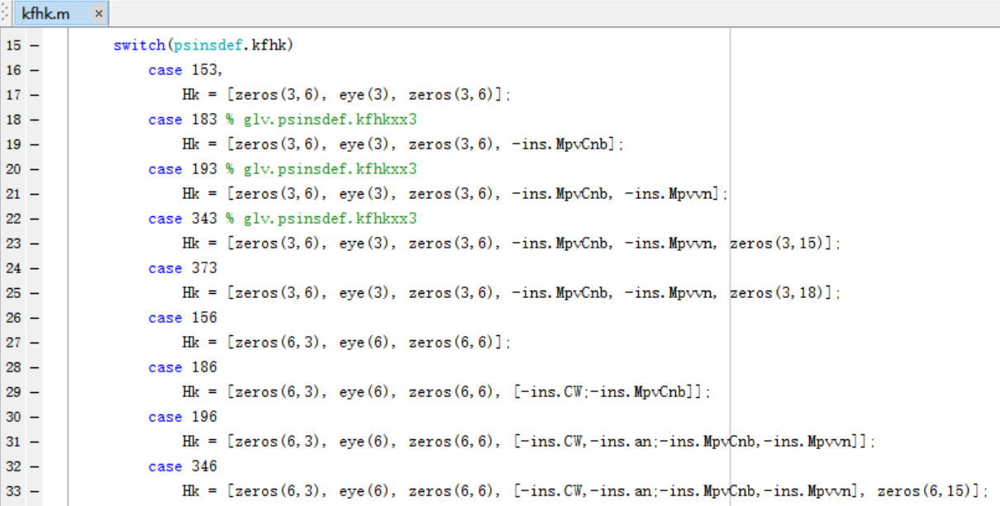 kfhk.m ×
15 – switch(psinsdef.kfhk)
16 – case 153,
17 – Hk = [zeros(3,6), eye(3), zeros(3,6)];
18 – case 183 % glv.psinsdef.kfhkxx3
19 – Hk = [zeros(3,6), eye(3), zeros(3,6), -ins.MpvCnb];
20 – case 193 % glv.psinsdef.kfhkxx3
21 – Hk = [zeros(3,6), eye(3), zeros(3,6), -ins.MpvCnb, -ins.Mpvvn];
22 – case 343 % glv.psinsdef.kfhkxx3
23 – Hk = [zeros(3,6), eye(3), zeros(3,6), -ins.MpvCnb, -ins.Mpvvn, zeros(3,15)];
24 – case 373
25 – Hk = [zeros(3,6), eye(3), zeros(3,6), -ins.MpvCnb, -ins.Mpvvn, zeros(3,18)];
26 – case 156
27 – Hk = [zeros(6,3), eye(6), zeros(6,6)];
28 – case 186
29 – Hk = [zeros(6,3), eye(6), zeros(6,6), [-ins.CW;-ins.MpvCnb]];
30 – case 196
31 – Hk = [zeros(6,3), eye(6), zeros(6,6), [-ins.CW,-ins.an;-ins.MpvCnb,-ins.Mpvvn]];
32 – case 346
33 – Hk = [zeros(6,3), eye(6), zeros(6,6), [-ins.CW,-ins.an;-ins.MpvCnb,-ins.Mpvvn], zeros(6,15)];